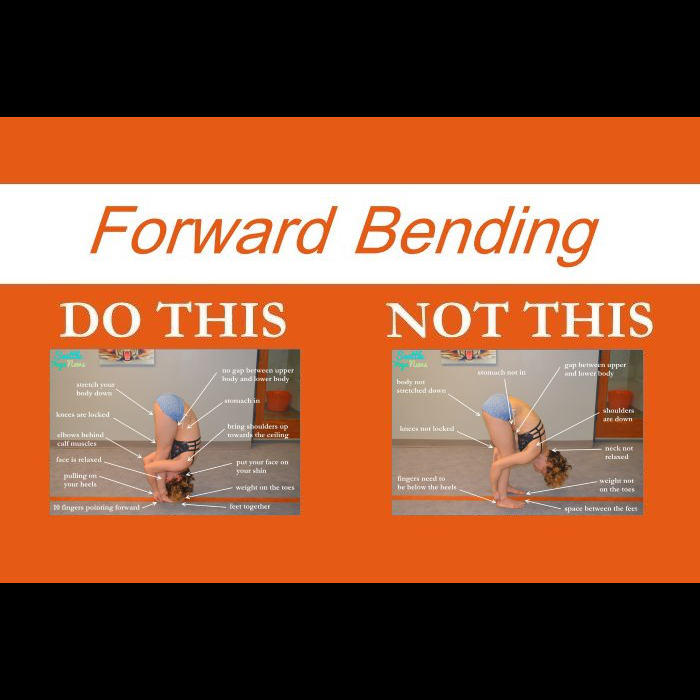 Forward Bending
DO THIS
Seattle
Yoga News
no gap between upper
body and lower body
stretch your
body down
stomach in
knees are locked
bring shoulders up
towards the ceiling
elbows behind
calf muscles
face is relaxed
put your face on
your shin
pulling on
your heels
weight on the toes
10 fingers pointing forward
feet together
NOT THIS
Seattle
Yoga News
stomach not in
gap between upper
and lower body
body not
stretched down
shoulders
are down
knees not locked
neck not
relaxed
fingers need to
be below the heels
weight not
on the toes
space between the feet